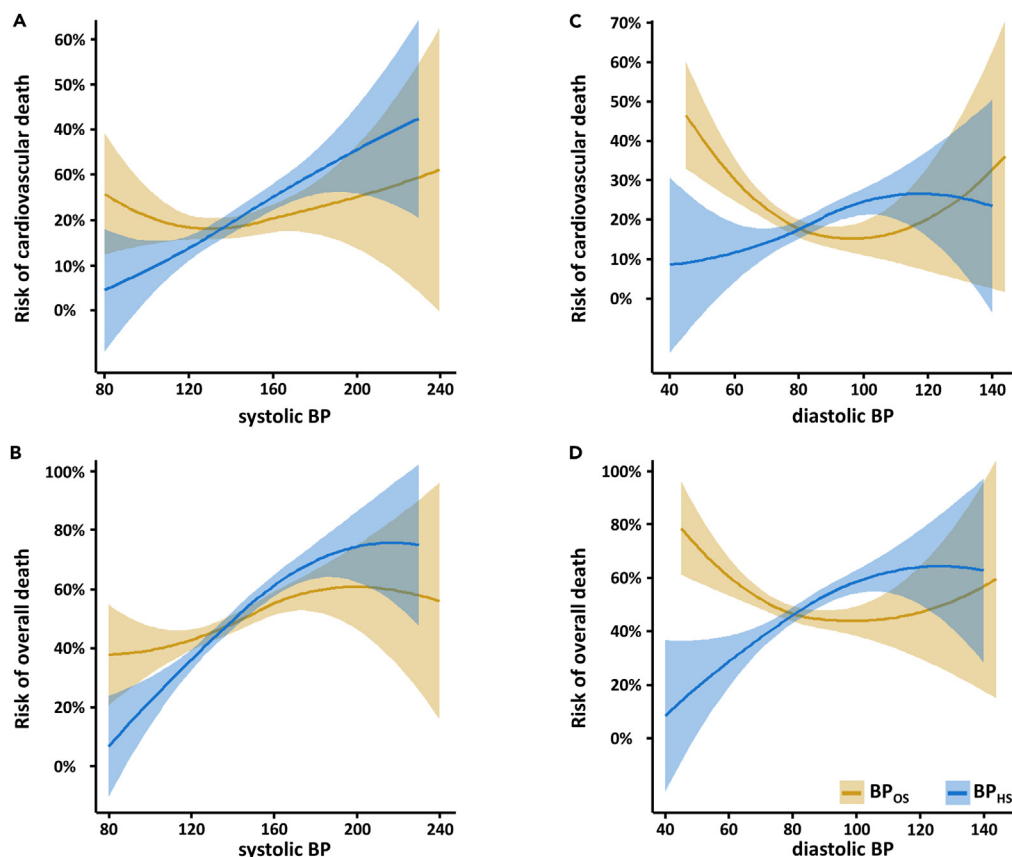 A
Risk of cardiovascular death
60%
50%
40%
60%
20%
10%
0%
80 120 160 200 240
systolic BP
C
Risk of cardiovascular death
70%
60%
50%
40%
30%
20%
10%
0%
40 60 80 100 120 140
diastolic BP
B
Risk of overall death
100%
80%
60%
40%
20%
0%
80 120 160 200 240
systolic BP
D
Risk of overall death
100%
80%
60%
40%
20%
0%
BPOS BPHS
40 60 80 100 120 140
diastolic BP